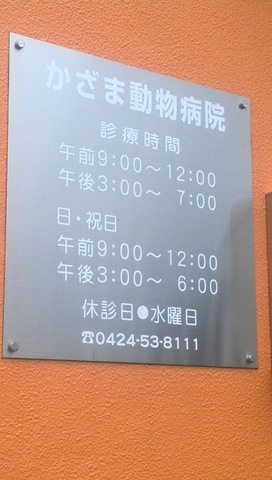 かざま動物病院
診療時間
午前9:00〜12:00
午後3:00〜 7:00
日・祝日
午前9:00〜12:00
午後3:00〜 6:00
休診日●水曜日
☎0424-53-8111